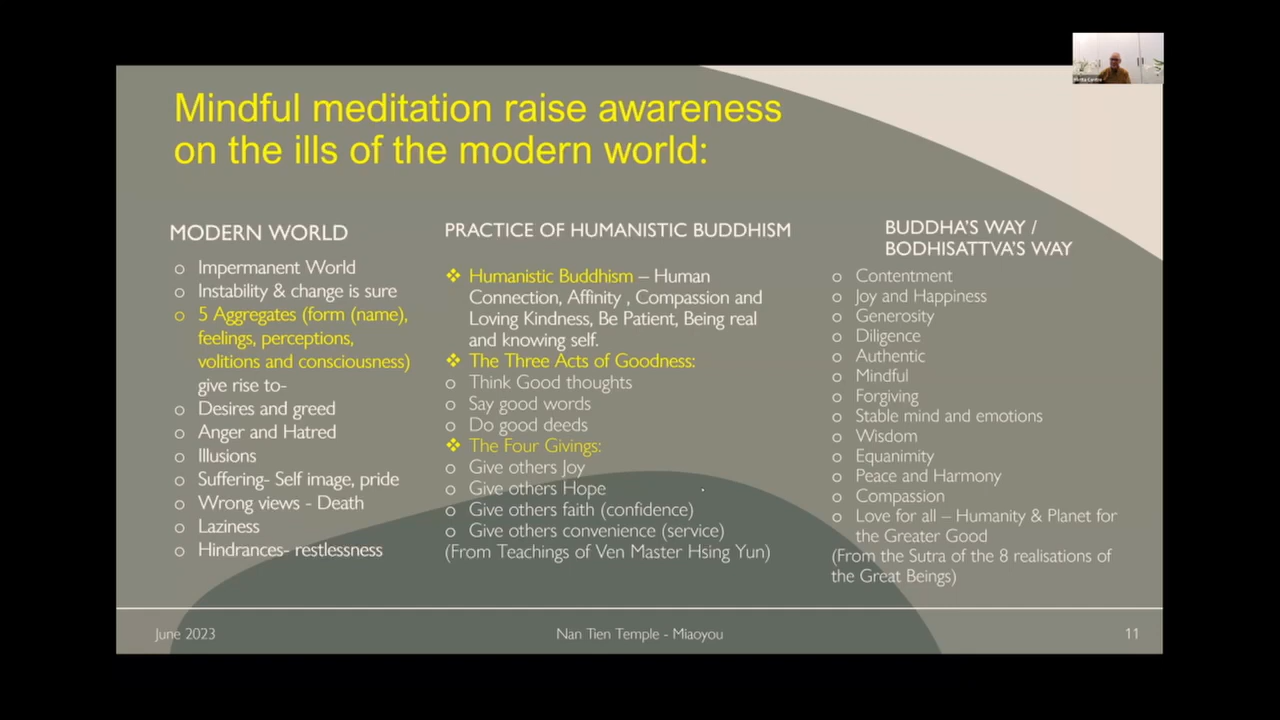 Mindful meditation raise awareness
on the ills of the modern world:
MODERN WORLD
o Impermanent World
o Instability & change is sure
o 5 Aggregates (form (name),
feelings, perceptions,
volitions and consciousness)
give rise to-
o Desires and greed
o Anger and Hatred
o Illusions
o Suffering- Self image, pride
o Wrong views - Death
o Laziness
o Hindrances- restlessness
PRACTICE OF HUMANISTIC BUDDHISM
❖ Humanistic Buddhism – Human
Connection, Affinity , Compassion and
Loving Kindness, Be Patient, Being real
and knowing self.
❖ The Three Acts of Goodness:
o Think Good thoughts
o Say good words
o Do good deeds
❖ The Four Givings:
o Give others Joy
o Give others Hope
o Give others faith (confidence)
o Give others convenience (service)
(From Teachings of Ven Master Hsing Yun)
BUDDHA'S WAY /
BODHISATTVA'S WAY
o Contentment
o Joy and Happiness
o Generosity
o Diligence
o Authentic
o Mindful
o Forgiving
o Stable mind and emotions
o Wisdom
o Equanimity
o Peace and Harmony
o Compassion
o Love for all – Humanity & Planet for
the Greater Good
(From the Sutra of the 8 realisations of
the Great Beings)
June 2023
Nan Tien Temple - Miaoyou
11